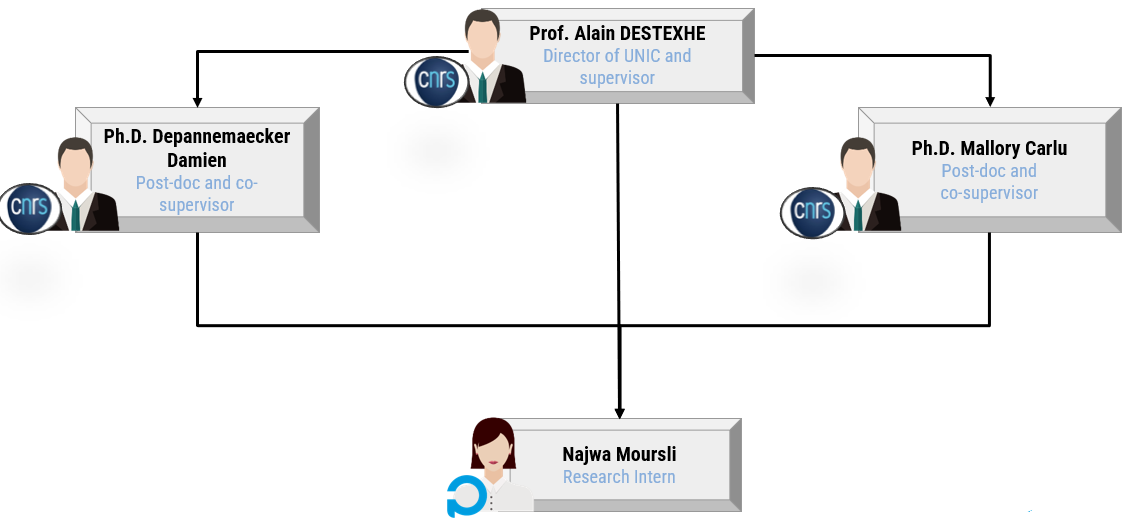 Prof. Alain DESTEXHE
Director of UNIC and
supervisor
cnrs
Ph.D. Depannemaecker
Damien
Post-doc and co-
supervisor
cnrs
Ph.D. Mallory Carlu
Post-doc and
co-supervisor
cnrs
Najwa Moursli
Research Intern